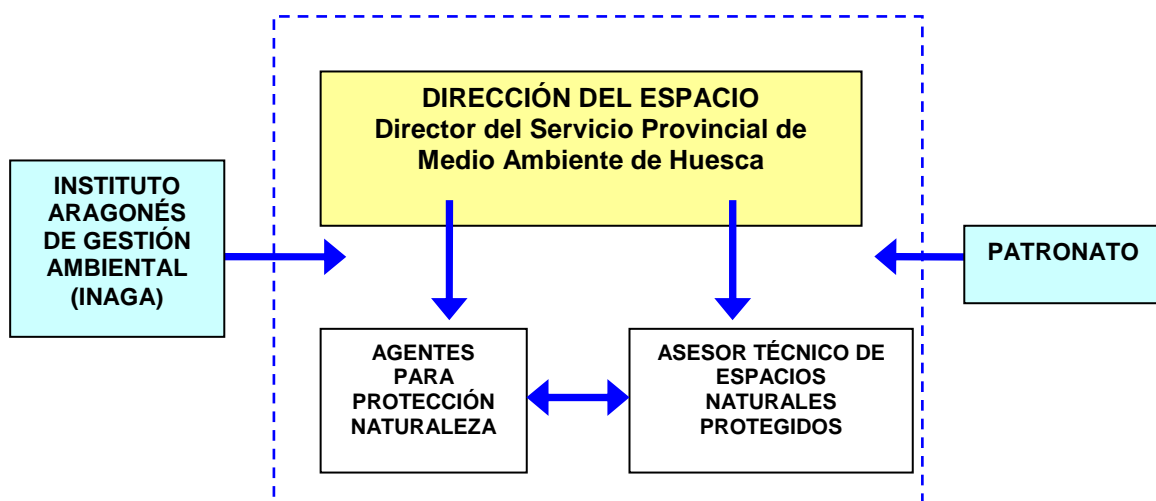 DIRECCIÓN DEL ESPACIO
Director del Servicio Provincial de
Medio Ambiente de Huesca
INSTITUTO
ARAGONÉS
DE GESTIÓN
AMBIENTAL
(INAGA)
PATRONATO
AGENTES
PARA
PROTECCIÓN
NATURALEZA
ASESOR TÉCNICO DE
ESPACIOS
NATURALES
PROTEGIDOS